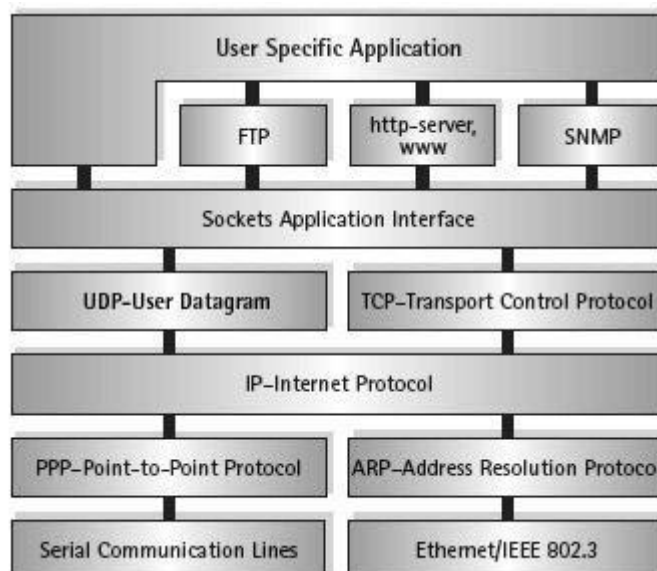 User Specific Application
FTP
http-server,
www
SNMP
Sockets Application Interface
UDP-User Datagram
TCP-Transport Control Protocol
IP-Internet Protocol
PPP-Point-to-Point Protocol
ARP-Address Resolution Protoco
Serial Communication Lines
Ethernet/IEEE 802.3